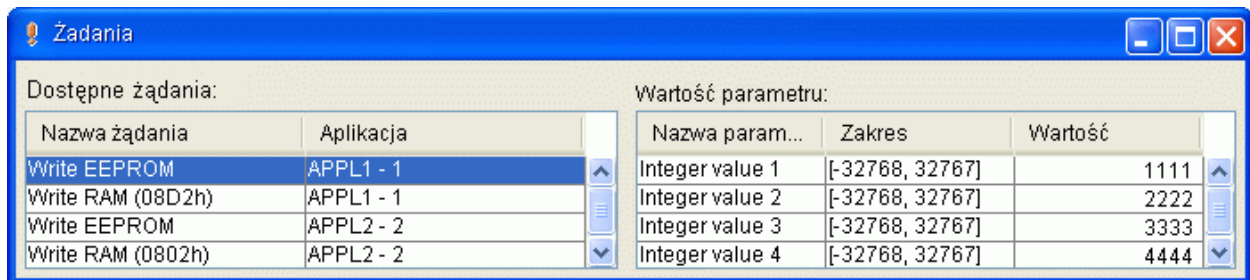 Żądania
Dostępne żądania:
Nazwa żądania Aplikacja
Write EEPROM APPL1 - 1
Write RAM (08D2h) APPL1 - 1
Write EEPROM APPL2 - 2
Write RAM (0802h) APPL2 - 2
Wartość parametru:
Nazwa param... Zakres Wartość
Integer value 1 [-32768, 32767] 1111
Integer value 2 [-32768, 32767] 2222
Integer value 3 [-32768, 32767] 3333
Integer value 4 [-32768, 32767] 4444